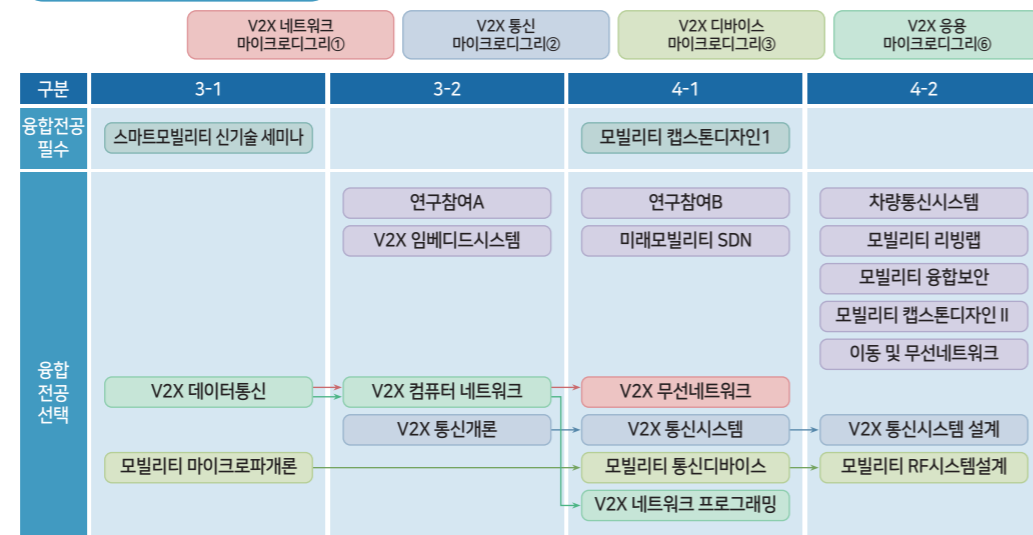 V2X 네트워크
마이크로디그리①
V2X 통신
마이크로디그리②
V2X 디바이스
마이크로디그리③
V2X 응용
마이크로디그리⑥
구분
3-1
3-2
4-1
4-2
융합전공
필수
스마트모빌리티 신기술 세미나
모빌리티 캡스톤디자인1
융합
전공
선택
연구참여A
연구참여B
차량통신시스템
V2X 임베디드시스템
미래모빌리티 SDN
모빌리티 리빙랩
모빌리티 융합보안
모빌리티 캡스톤디자인 II
이동 및 무선네트워크
V2X 데이터통신
V2X 컴퓨터 네트워크
V2X 무선네트워크
V2X 통신개론
V2X 통신시스템
V2X 통신시스템 설계
모빌리티 마이크로파개론
모빌리티 통신디바이스
모빌리티 RF시스템설계
V2X 네트워크 프로그래밍